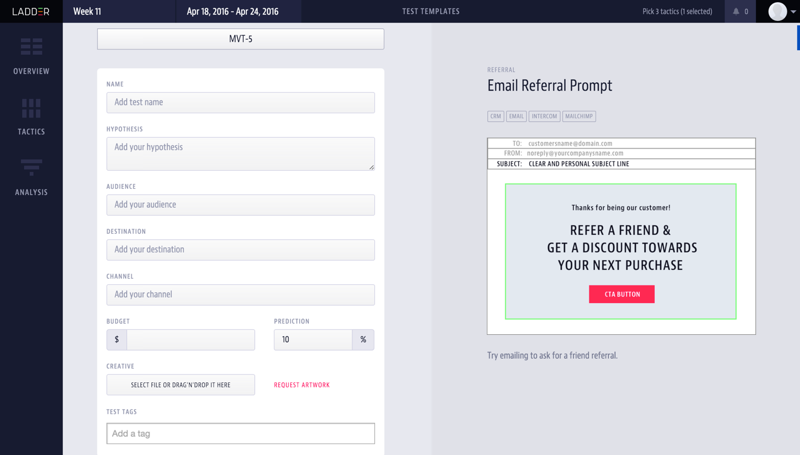 LADDER
Week 11
Apr 18, 2016 - Apr 24, 2016
TEST TEMPLATES
Pick 3 tactics (1 selected)
0
OVERVIEW
TACTICS
ANALYSIS
MVT-5
NAME
Add test name
HYPOTHESIS
Add your hypothesis
AUDIENCE
Add your audience
DESTINATION
Add your destination
CHANNEL
Add your channel
BUDGET
$
PREDICTION
10
%
CREATIVE
SELECT FILE OR DRAG'N'DROP IT HERE
REQUEST ARTWORK
TEST TAGS
Add a tag
REFERRAL
Email Referral Prompt
CRM
EMAIL
INTERCOM
MAILCHIMP
TO: customersname@domain.com
FROM: noreply@yourcompanysname.com
SUBJECT: CLEAR AND PERSONAL SUBJECT LINE
Thanks for being our customer!
REFER A FRIEND &
GET A DISCOUNT TOWARDS
YOUR NEXT PURCHASE
CTA BUTTON
Try emailing to ask for a friend referral.